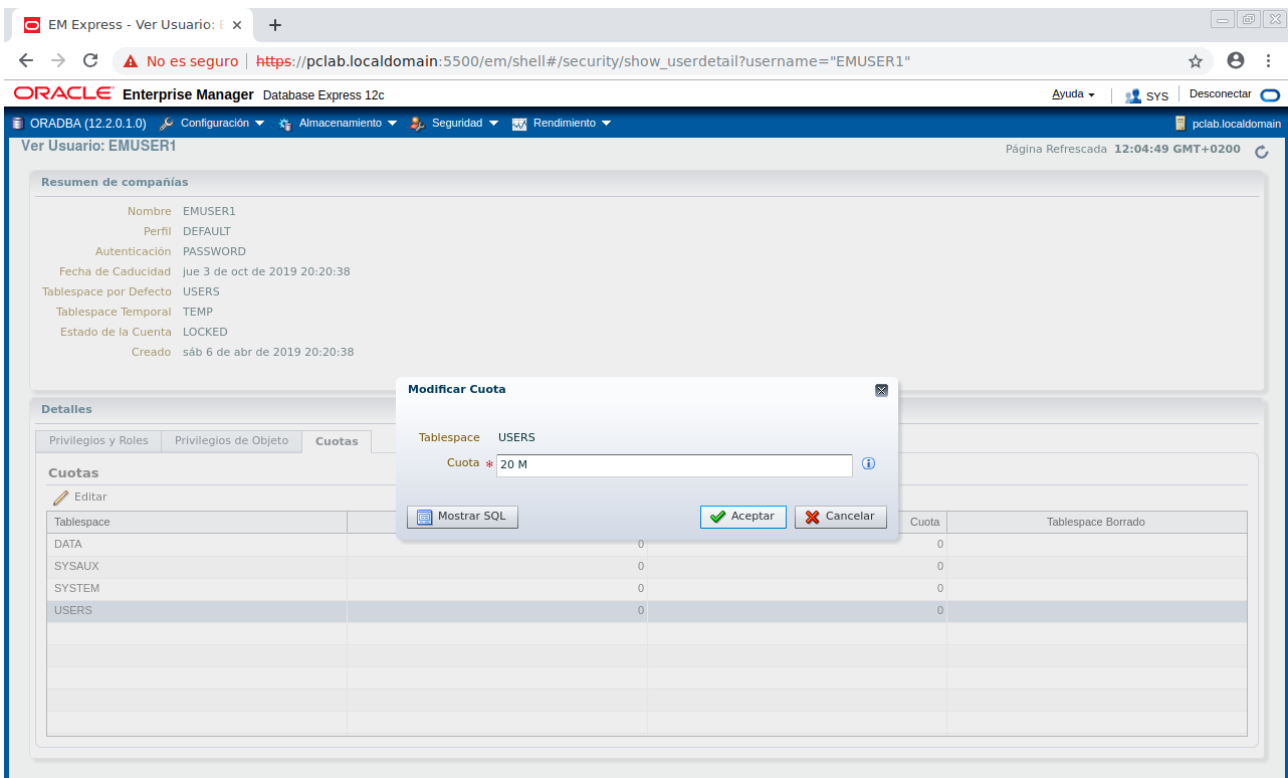 EM Express - Ver Usuario: E
No es seguro | https://pclab.localdomain:5500/em/shell#/security/show_userdetail?username="EMUSER1"
ORACLE Enterprise Manager Database Express 12c Ayuda SYS Desconectar
ORADBA (12.2.0.1.0) Configuración Almacenamiento Seguridad Rendimiento pclab.localdomain
Ver Usuario: EMUSER1 Página Refrescada 12:04:49 GMT+0200
Resumen de compañías
Nombre EMUSER1
Perfil DEFAULT
Autenticación PASSWORD
Fecha de Caducidad jue 3 de oct de 2019 20:20:38
Tablespace por Defecto USERS
Tablespace Temporal TEMP
Estado de la Cuenta LOCKED
Creado sáb 6 de abr de 2019 20:20:38
Modificar Cuota
Tablespace USERS
Cuota * 20 M
Mostrar SQL Aceptar Cancelar
Detalles
Privilegios y Roles Privilegios de Objeto Cuotas
Cuotas
Editar
Tablespace Cuota Tablespace Borrado
DATA 0 0
SYSAUX 0 0
SYSTEM 0 0
USERS 0 0